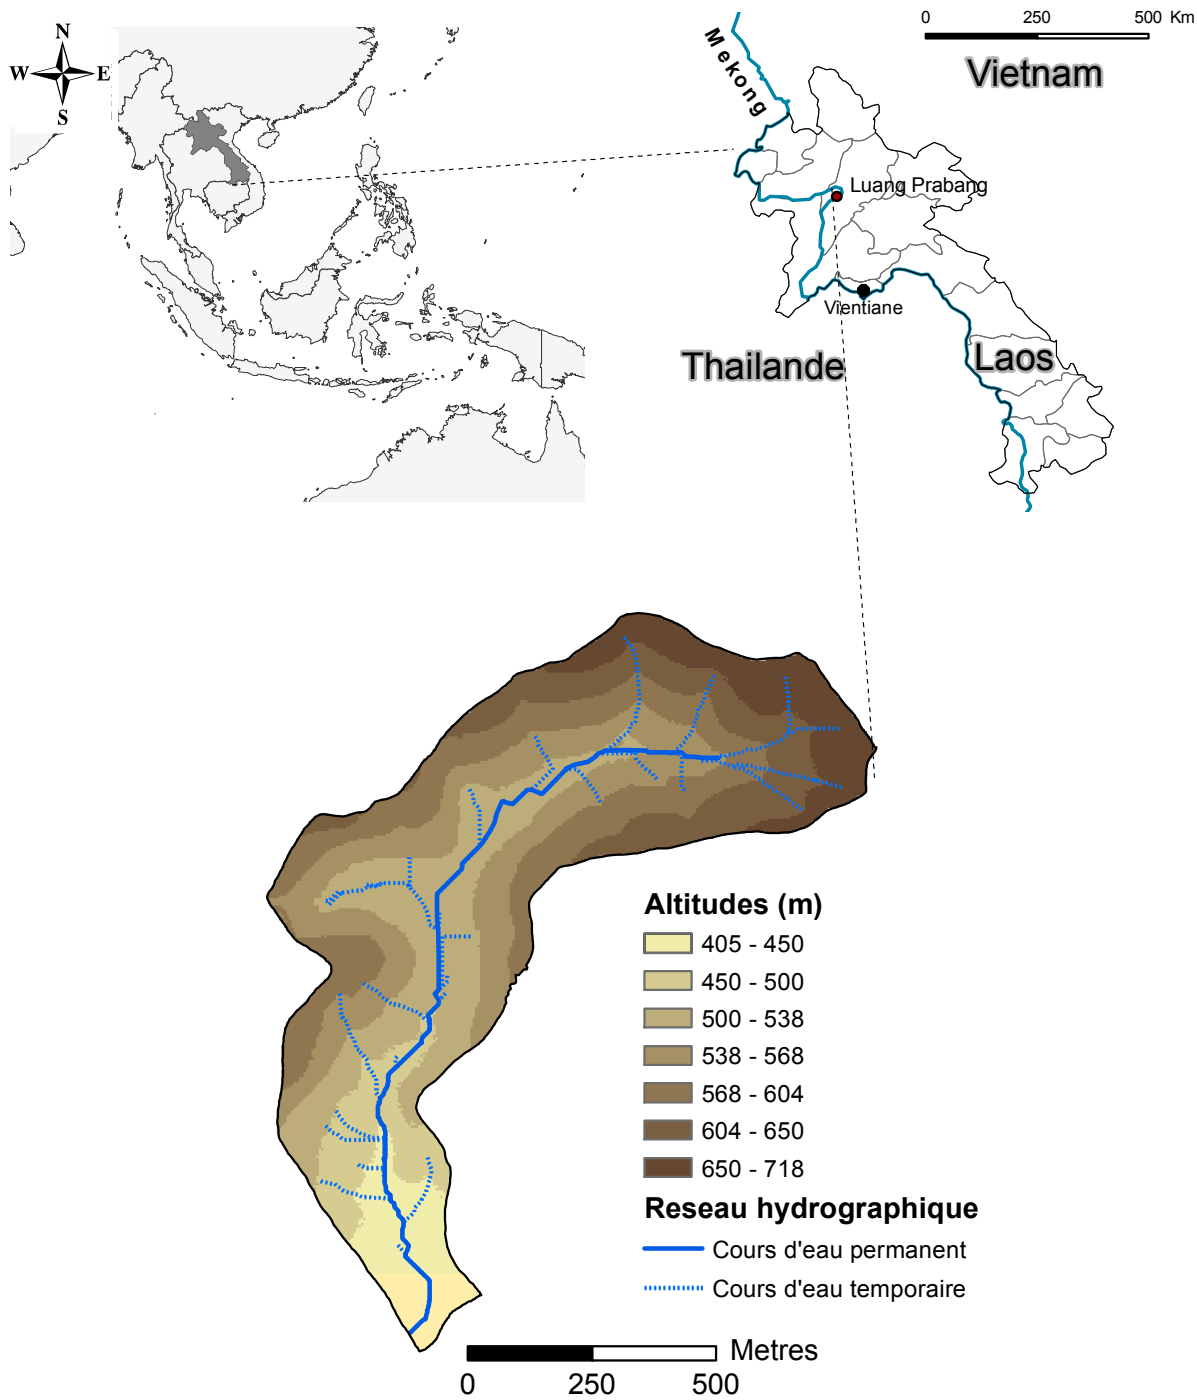 N
W E
S
0 250 500 Km
Vietnam
Mekong
Luang Prabang
Vientiane
Thailande
Laos
Altitudes (m)
405 - 450
450 - 500
500 - 538
538 - 568
568 - 604
604 - 650
650 - 718
Reseau hydrographique
Cours d'eau permanent
Cours d'eau temporaire
Metres
0 250 500